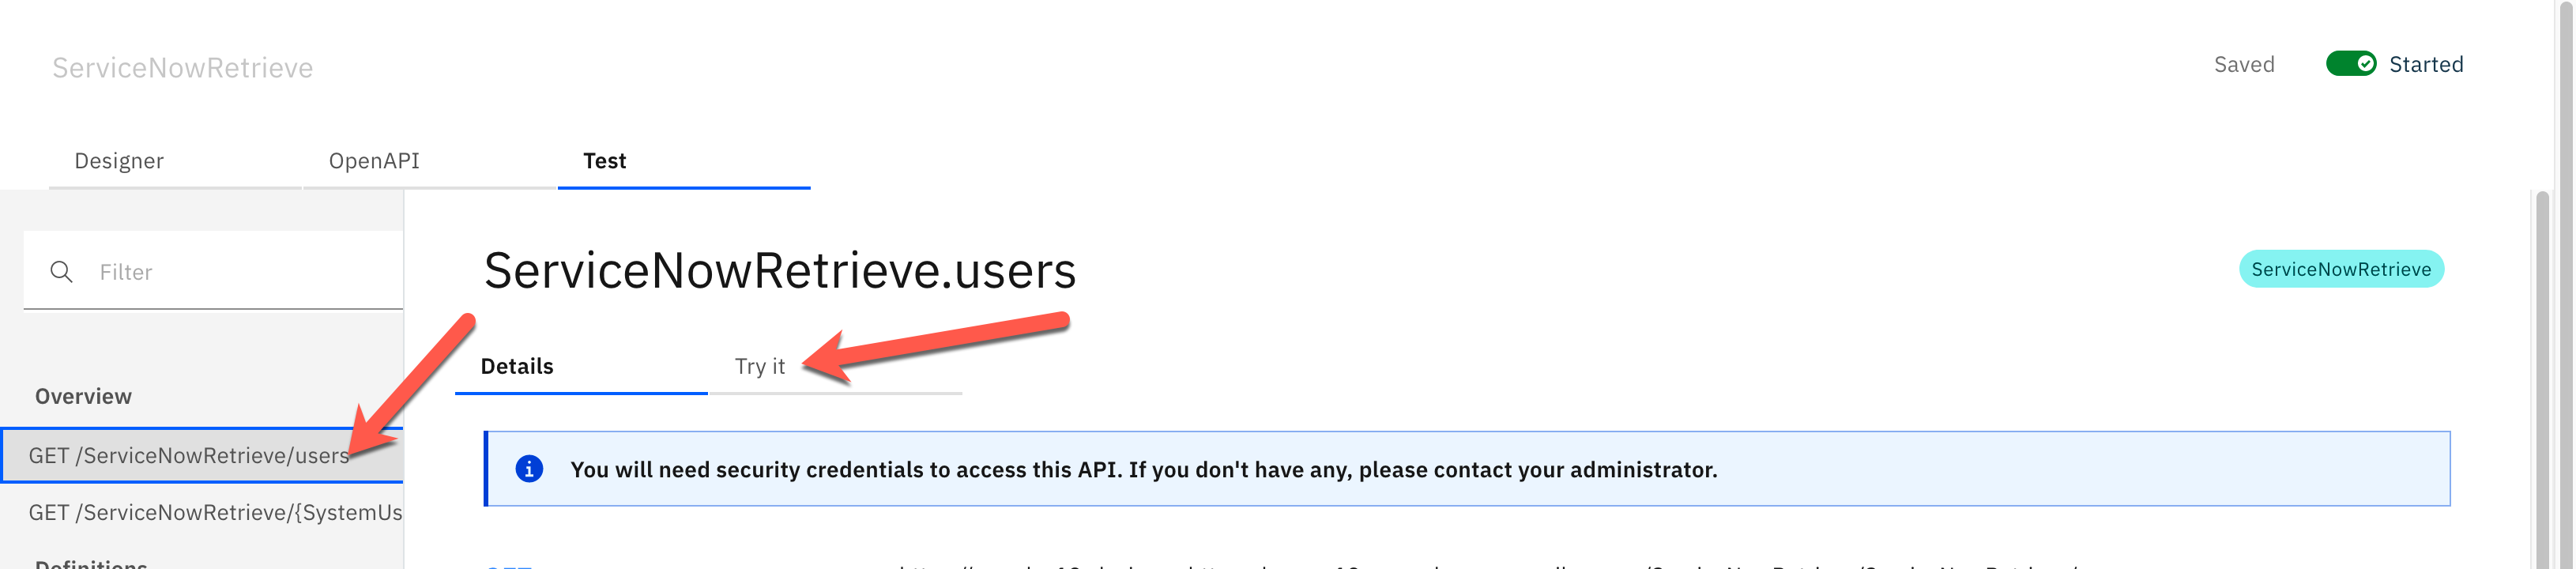 ServiceNowRetrieve
Saved
Started
Designer
OpenAPI
Test
Filter
ServiceNowRetrieve.users
ServiceNowRetrieve
Details
Try it
Overview
GET /ServiceNowRetrieve/users
GET /ServiceNowRetrieve/{SystemUs
You will need security credentials to access this API. If you don't have any, please contact your administrator.
Definitions
GET